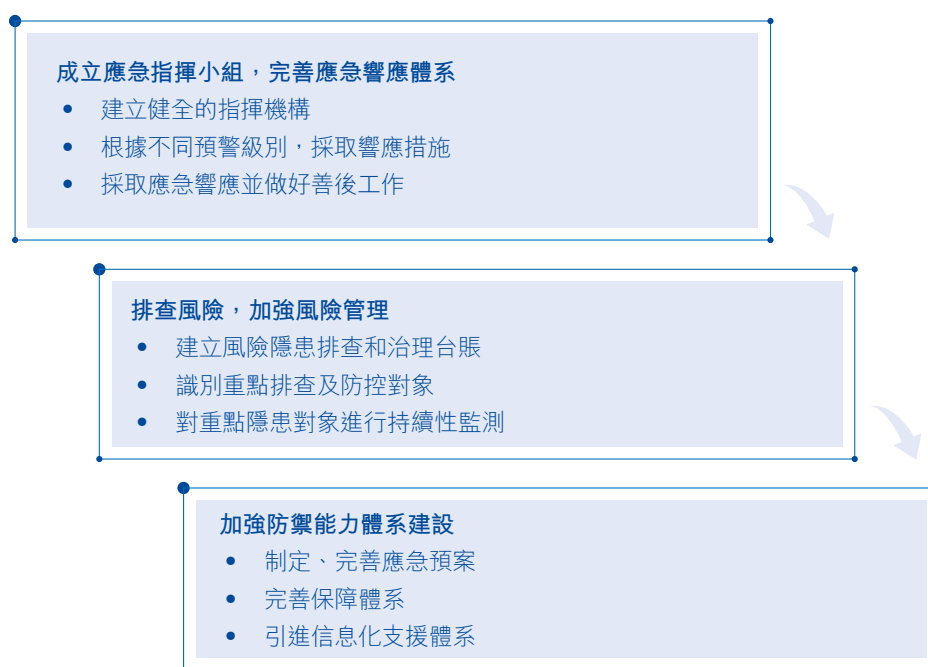 成立應急指揮小組，完善應急響應體系
• 建立健全的指揮機構
• 根據不同預警級別，採取響應措施
• 採取應急響應並做好善後工作
排查風險，加強風險管理
• 建立風險隱患排查和治理台賬
• 識別重點排查及防控對象
• 對重點隱患對象進行持續性監測
加強防禦能力體系建設
• 制定、完善應急預案
• 完善保障體系
• 引進信息化支援體系